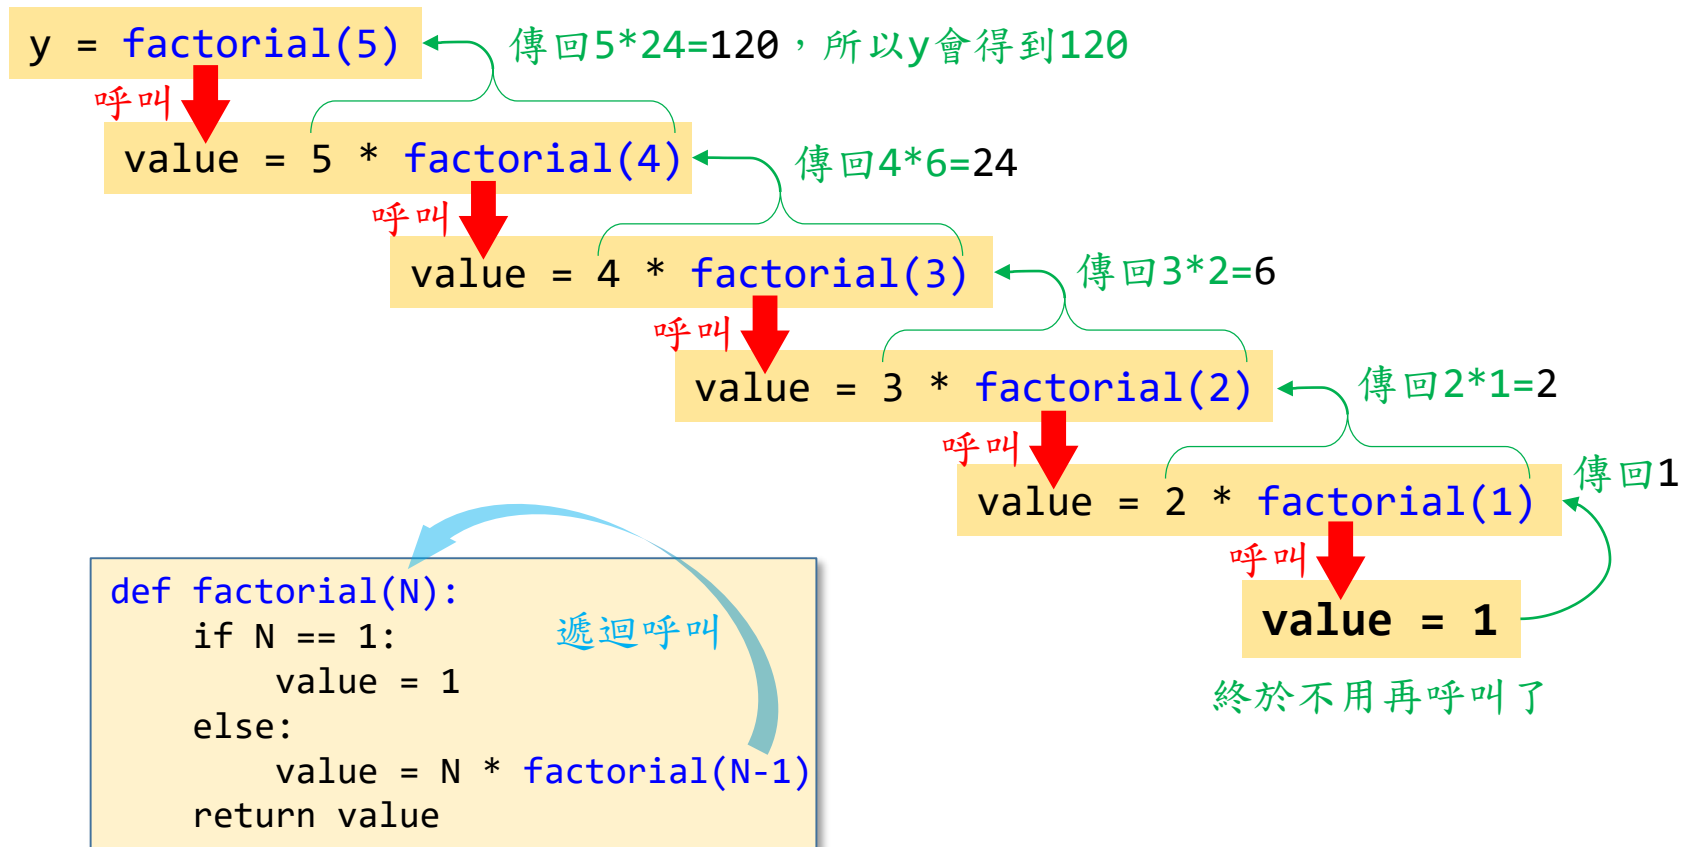 y = factorial(5)
傳回5*24=120，所以y會得到120
呼叫
value = 5 * factorial(4)
傳回4*6=24
呼叫
value = 4 * factorial(3)
傳回3*2=6
呼叫
value = 3 * factorial(2)
傳回2*1=2
呼叫
value = 2 * factorial(1)
傳回1
呼叫
value = 1
終於不用再呼叫了
def factorial(N):
    if N == 1:
        value = 1
    else:
        value = N * factorial(N-1)
    return value
遞迴呼叫